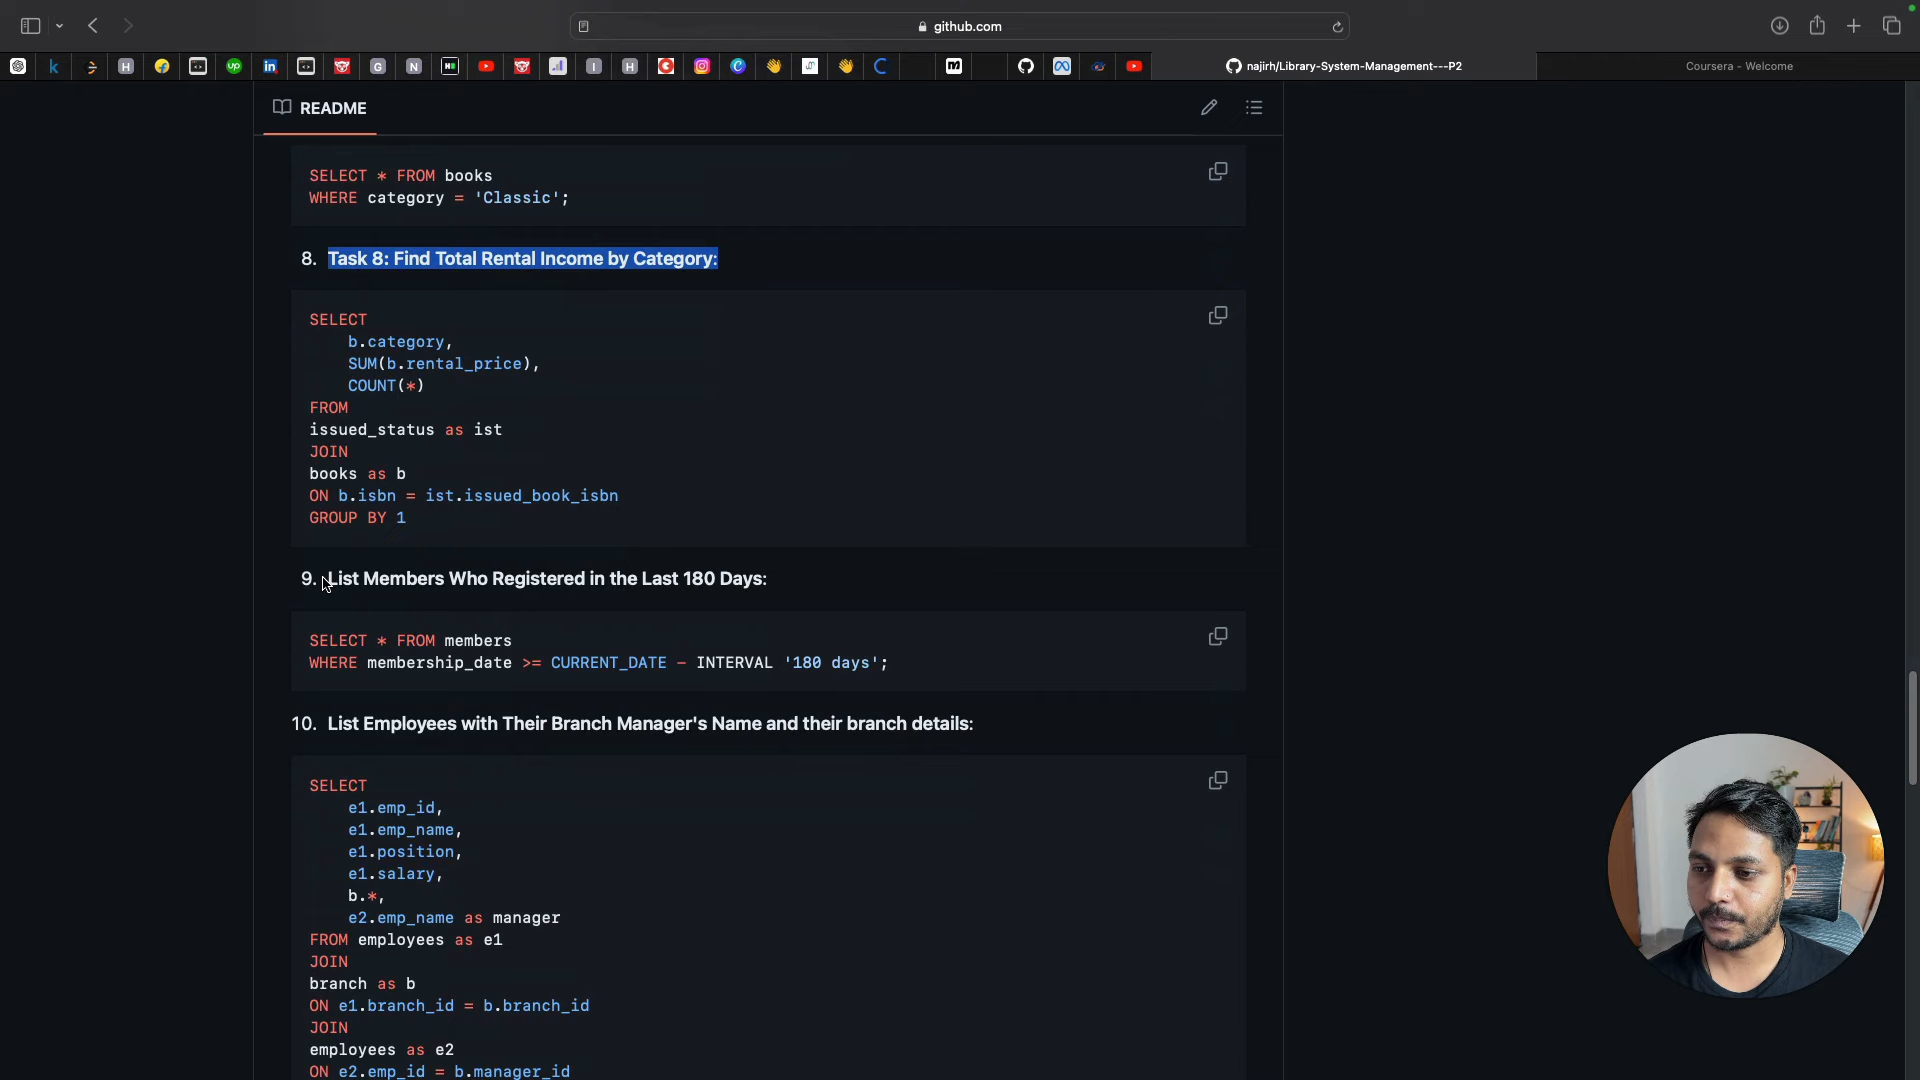 github.com
najirh/Library-System-Management---P2
Coursera - Welcome
README
SELECT * FROM books
WHERE category = 'Classic';
8. Task 8: Find Total Rental Income by Category:
SELECT
b.category,
SUM(b.rental_price),
COUNT(*)
FROM
issued_status as ist
JOIN
books as b
ON b.isbn = ist.issued_book_isbn
GROUP BY 1
9. List Members Who Registered in the Last 180 Days:
SELECT * FROM members
WHERE membership_date >= CURRENT_DATE - INTERVAL '180 days';
10. List Employees with Their Branch Manager's Name and their branch details:
SELECT
e1.emp_id,
e1.emp_name,
e1.position,
e1.salary,
b.*,
e2.emp_name as manager
FROM employees as e1
JOIN
branch as b
ON e1.branch_id = b.branch_id
JOIN
employees as e2
ON e2.emp_id = b.manager_id